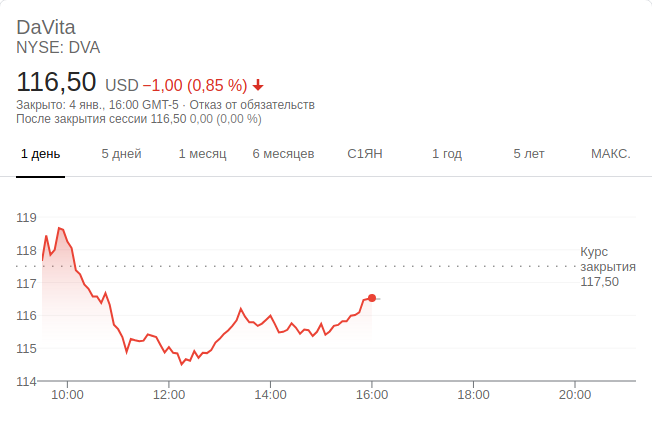 DaVita
NYSE: DVA
116,50 USD −1,00 (0,85 %)
Закрыто: 4 янв., 16:00 GMT-5 · Отказ от обязательств
После закрытия сессии 116,50 0,00 (0,00 %)
1 день 5 дней 1 месяц 6 месяцев С1ЯН 1 год 5 лет МАКС.
119
118
117
116
115
114
Курс
закрытия
117,50
10:00 12:00 14:00 16:00 18:00 20:00